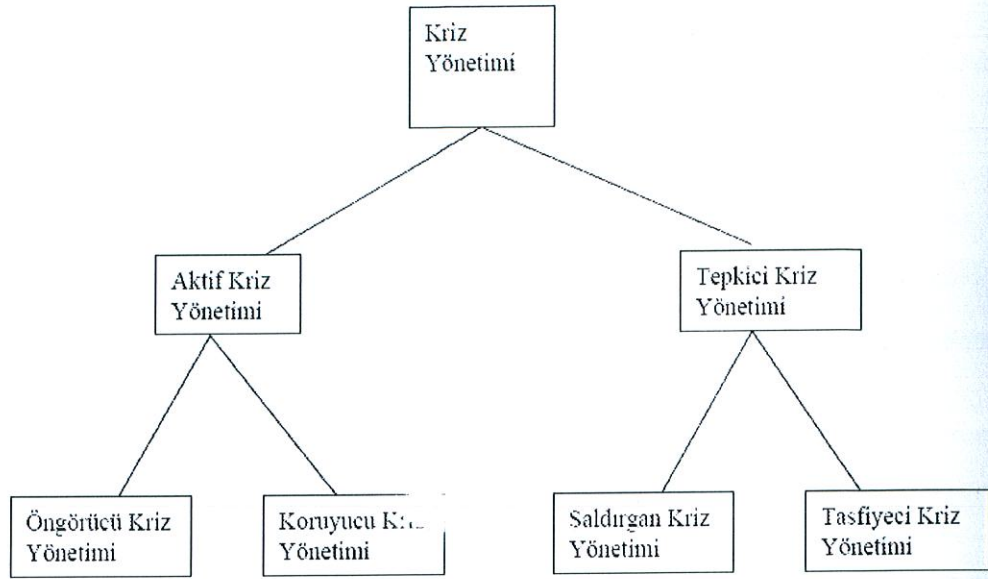 Kriz
Yönetimi
Aktif Kriz
Yönetimi
Tepkici Kriz
Yönetimi
Öngörücü Kriz
Yönetimi
Koruyucu Kriz
Yönetimi
Saldırgan Kriz
Yönetimi
Tasfiyeci Kriz
Yönetimi